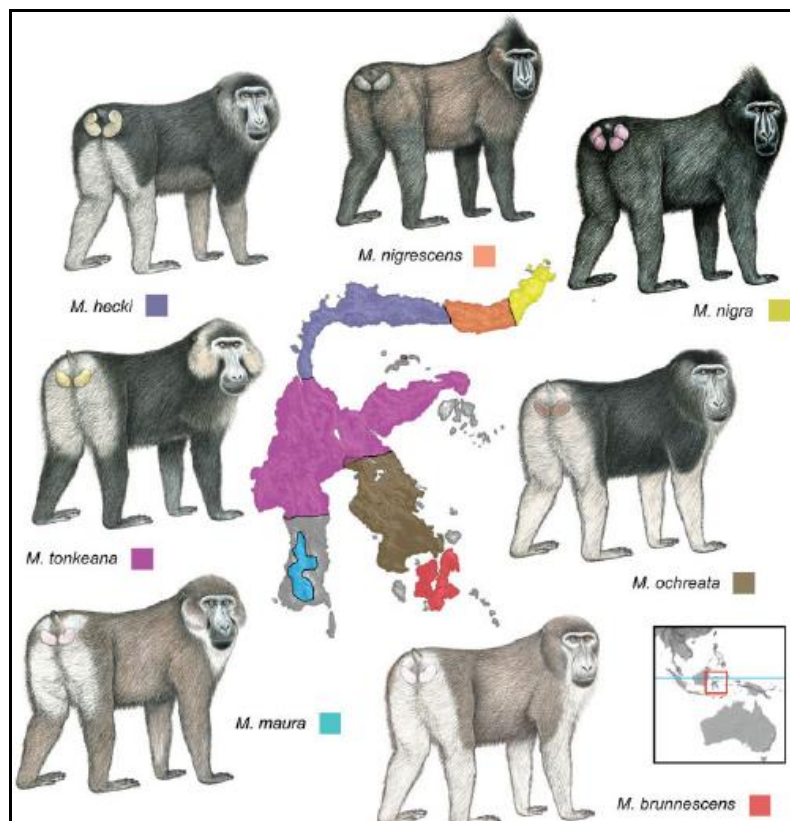 M. nigrescens
M. hecki
M. nigra
M. tonkeana
M. ochreata
M. maura
M. brunnescens